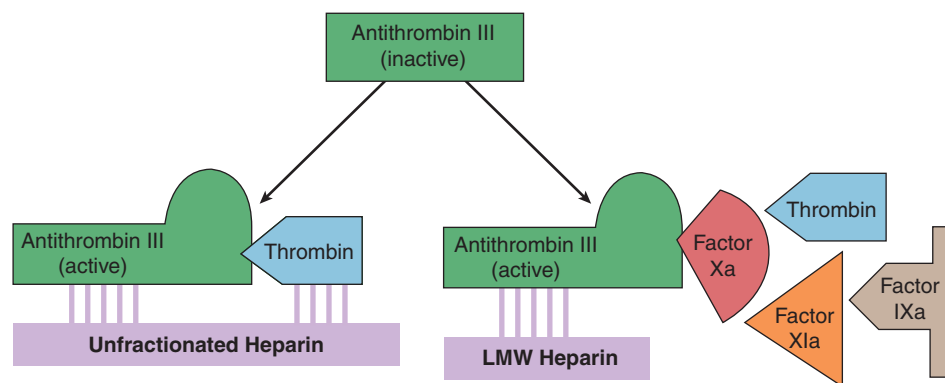 Antithrombin III
(inactive)
Antithrombin III
(active)
Thrombin
Unfractionated Heparin
Antithrombin III
(active)
Factor
Xa
Thrombin
Factor
XIa
Factor
IXa
LMW Heparin